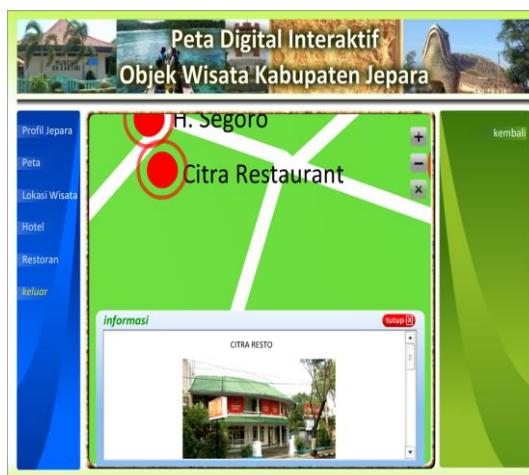 Peta Digital Interaktif
Objek Wisata Kabupaten Jepara
Profil Jepara
Peta
Lokasi Wisata
Hotel
Restoran
keluar
H. Segoro
Citra Restaurant
+
−
×
kembali
informasi
tutup X
CITRA RESTO